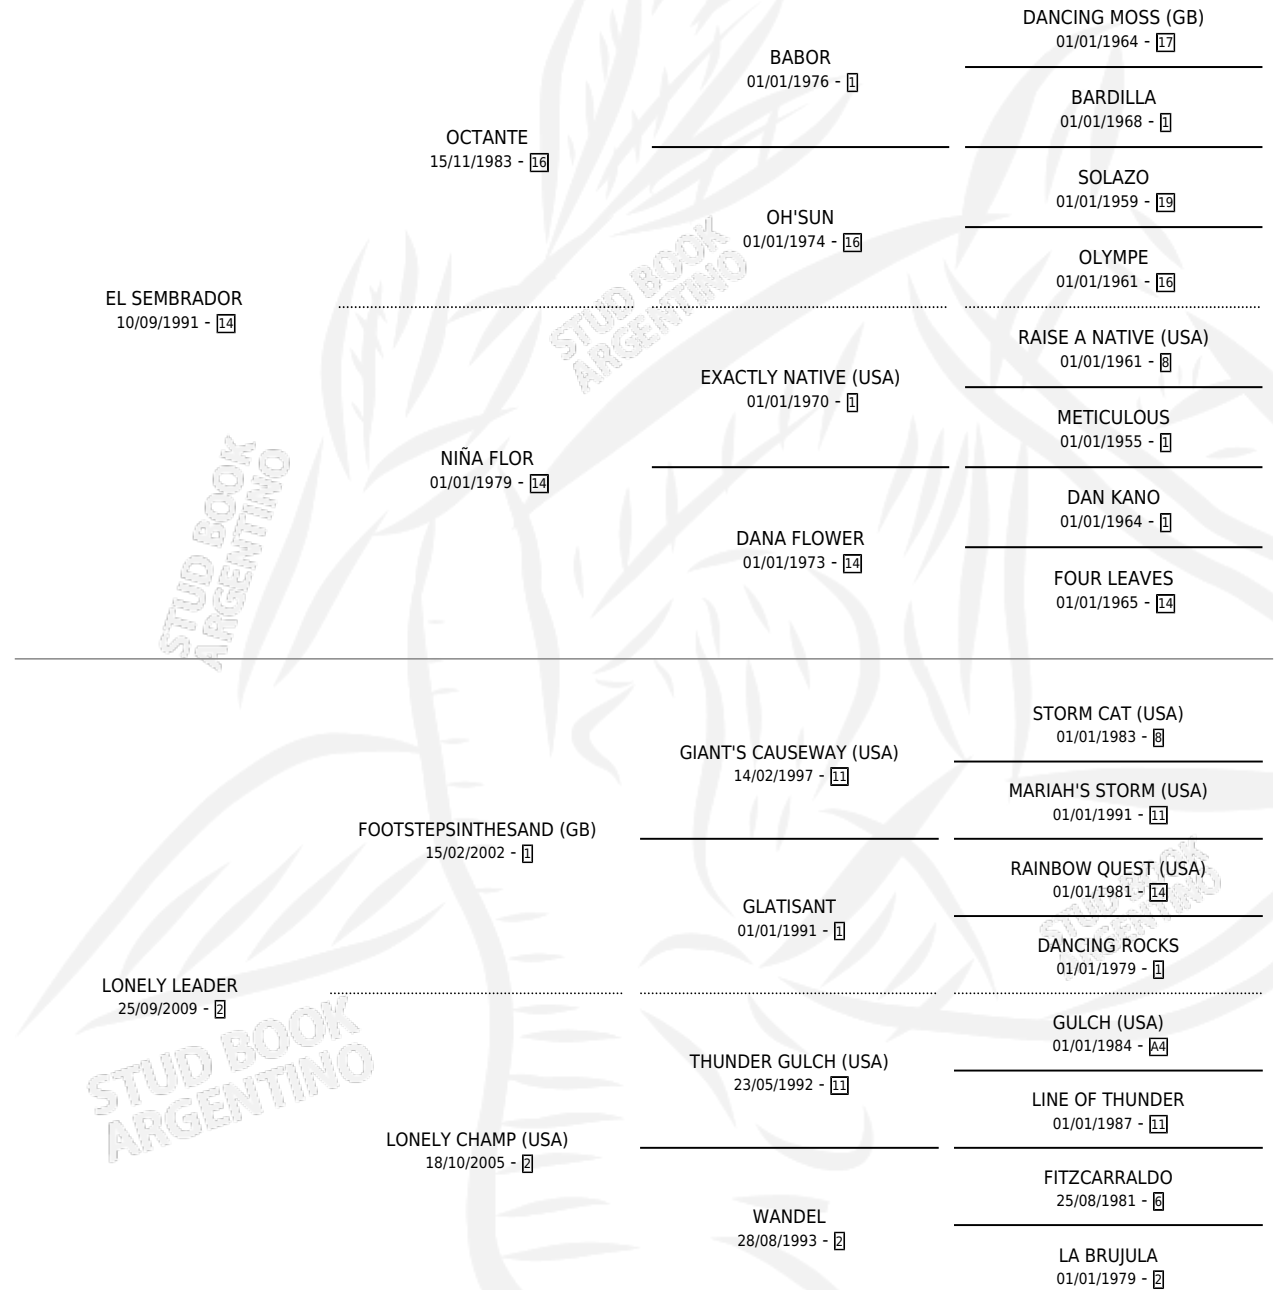 DANCING MOSS (GB)
01/01/1964 - 17
BABOR
01/01/1976 - 1
BARDILLA
01/01/1968 - 1
OCTANTE
15/11/1983 - 16
SOLAZO
01/01/1959 - 19
OH'SUN
01/01/1974 - 16
OLYMPE
01/01/1961 - 16
EL SEMBRADOR
10/09/1991 - 14
RAISE A NATIVE (USA)
01/01/1961 - 8
EXACTLY NATIVE (USA)
01/01/1970 - 1
METICULOUS
01/01/1955 - 1
NIÑA FLOR
01/01/1979 - 14
DAN KANO
01/01/1964 - 1
DANA FLOWER
01/01/1973 - 14
FOUR LEAVES
01/01/1965 - 14
STORM CAT (USA)
01/01/1983 - 8
GIANT'S CAUSEWAY (USA)
14/02/1997 - 11
MARIAH'S STORM (USA)
01/01/1991 - 11
FOOTSTEPSINTHESAND (GB)
15/02/2002 - 1
RAINBOW QUEST (USA)
01/01/1981 - 14
GLATISANT
01/01/1991 - 1
DANCING ROCKS
01/01/1979 - 1
LONELY LEADER
25/09/2009 - 2
GULCH (USA)
01/01/1984 - A4
THUNDER GULCH (USA)
23/05/1992 - 11
LINE OF THUNDER
01/01/1987 - 11
LONELY CHAMP (USA)
18/10/2005 - 2
FITZCARRALDO
25/08/1981 - 6
WANDEL
28/08/1993 - 2
LA BRUJULA
01/01/1979 - 2
STUD BOOK
ARGENTINO
STUD BOOK
ARGENTINO
STUD BOOK
ARGENTINO
STUD BOOK
ARGENTINO